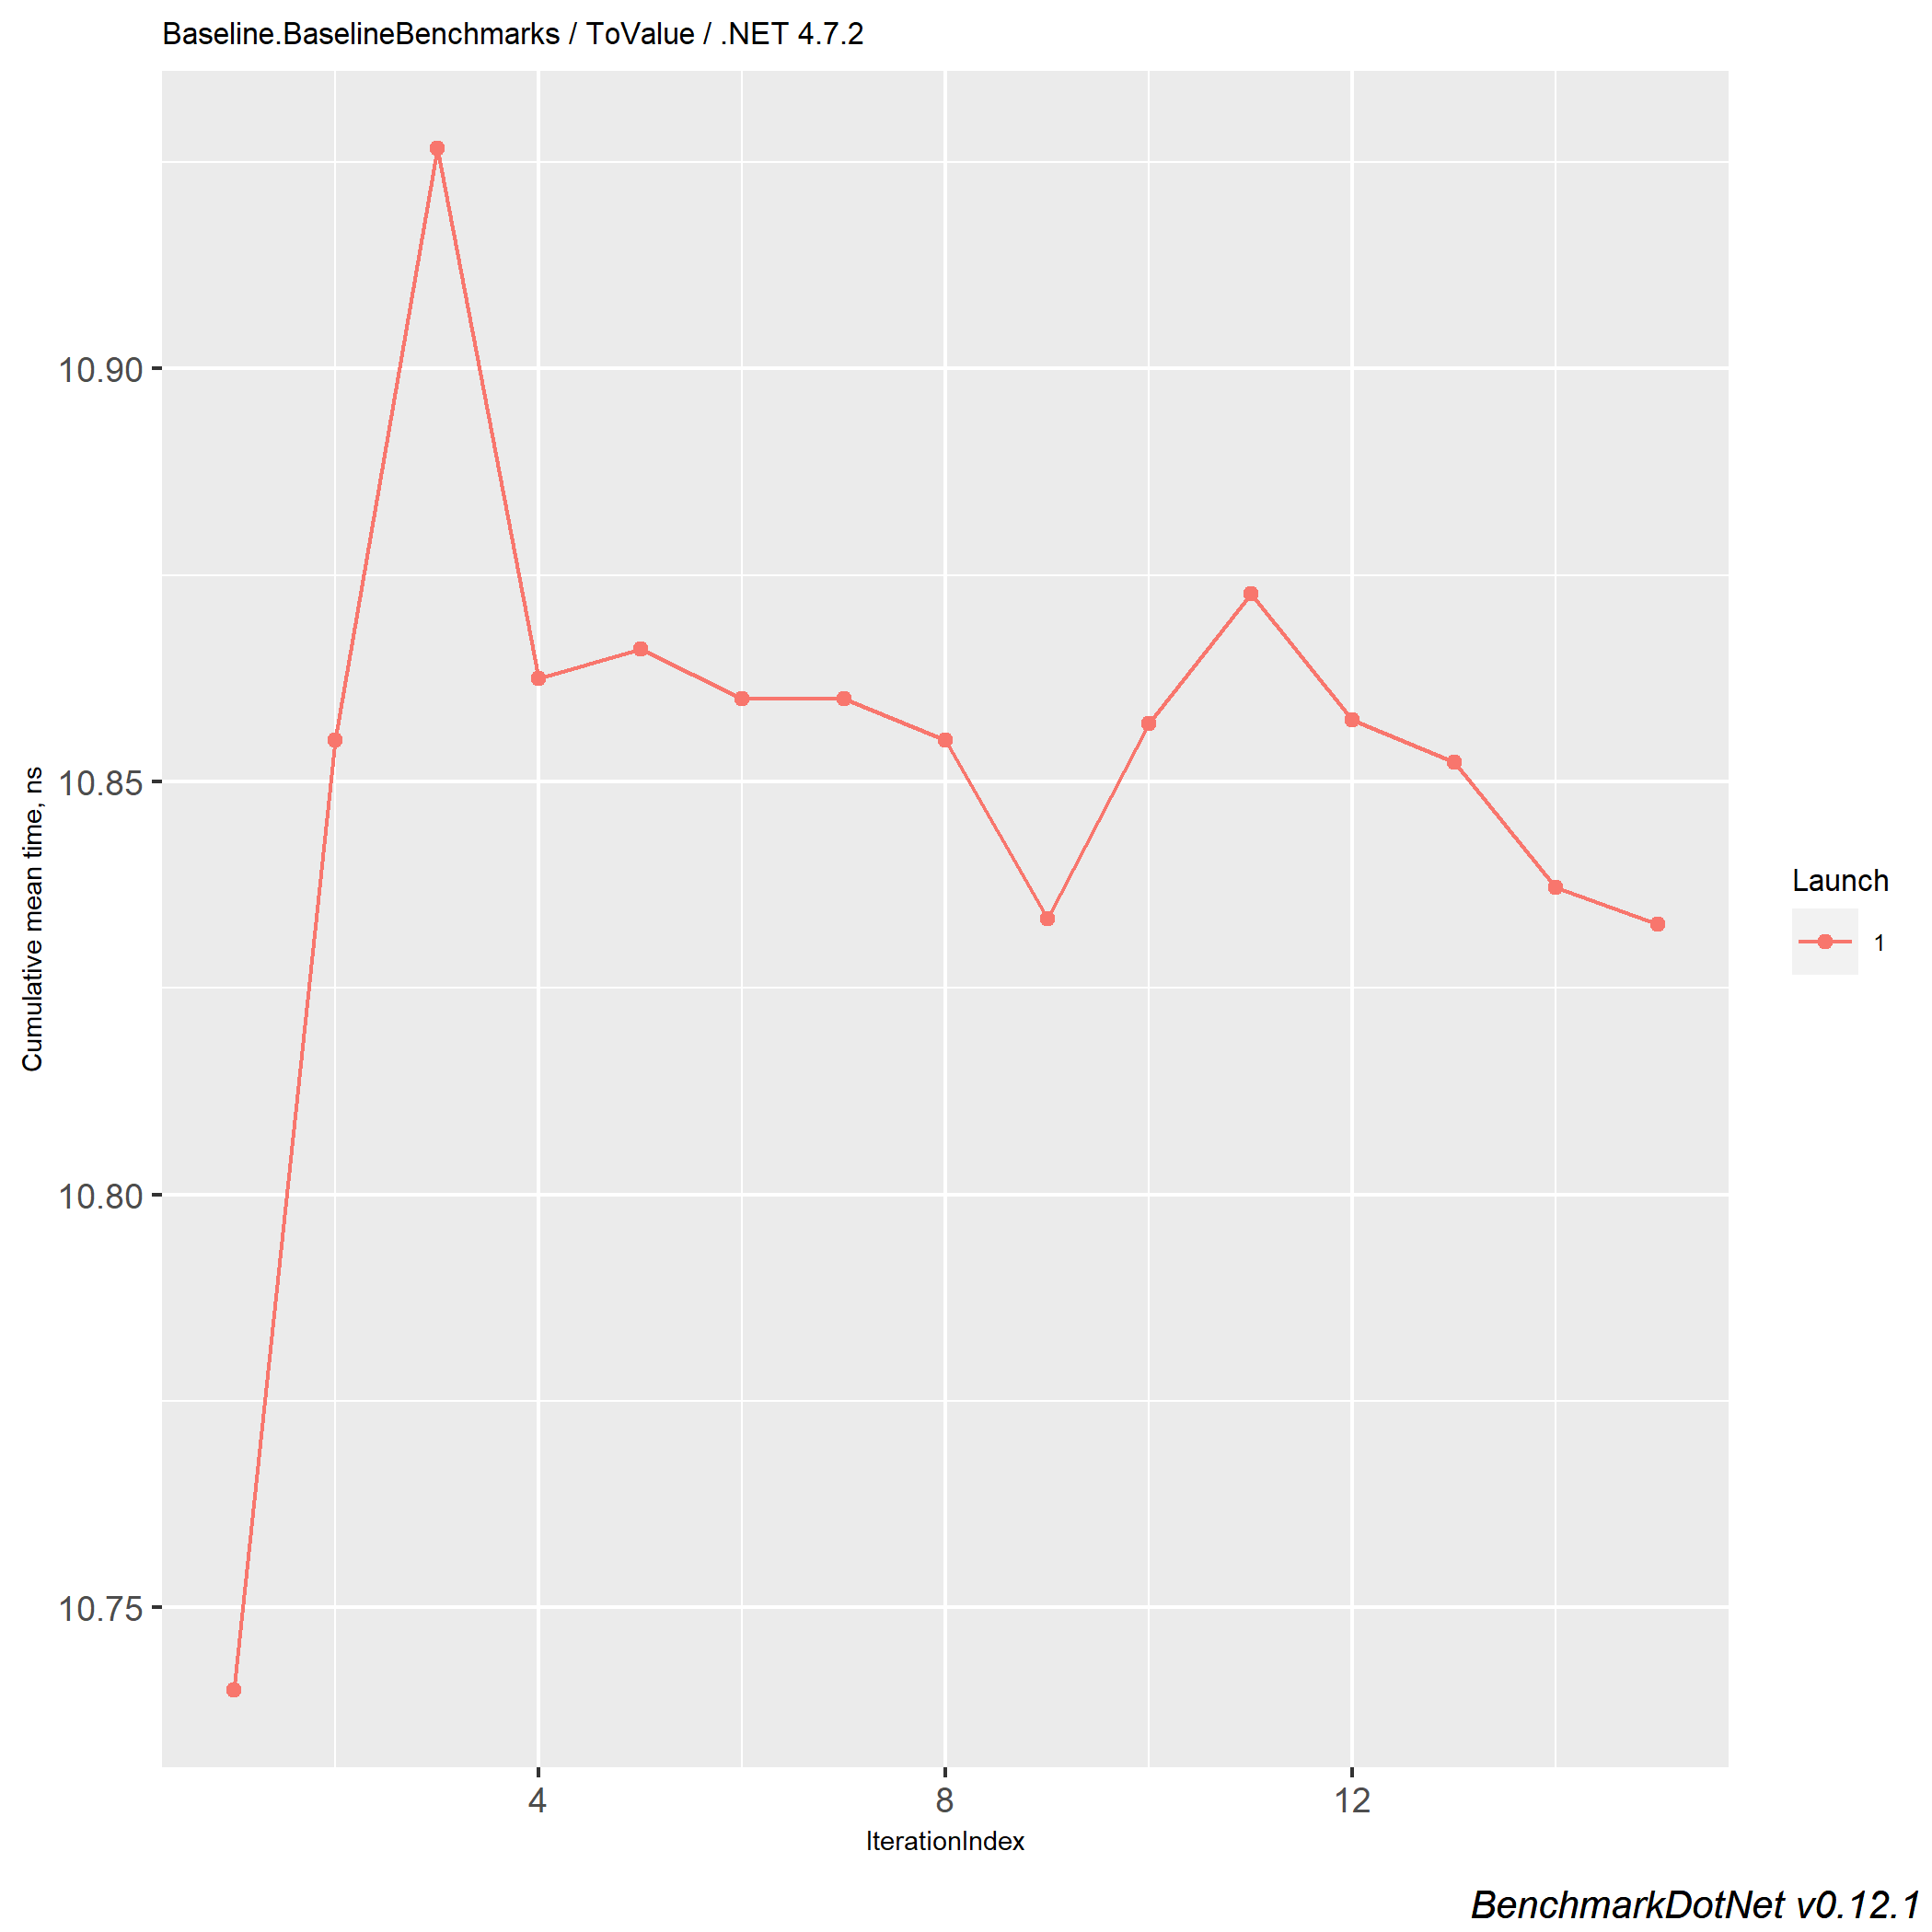 Baseline.BaselineBenchmarks / ToValue / .NET 4.7.2
10.90
10.85
10.80
10.75
Cumulative mean time, ns
4 8 12
IterationIndex
Launch
1
BenchmarkDotNet v0.12.1